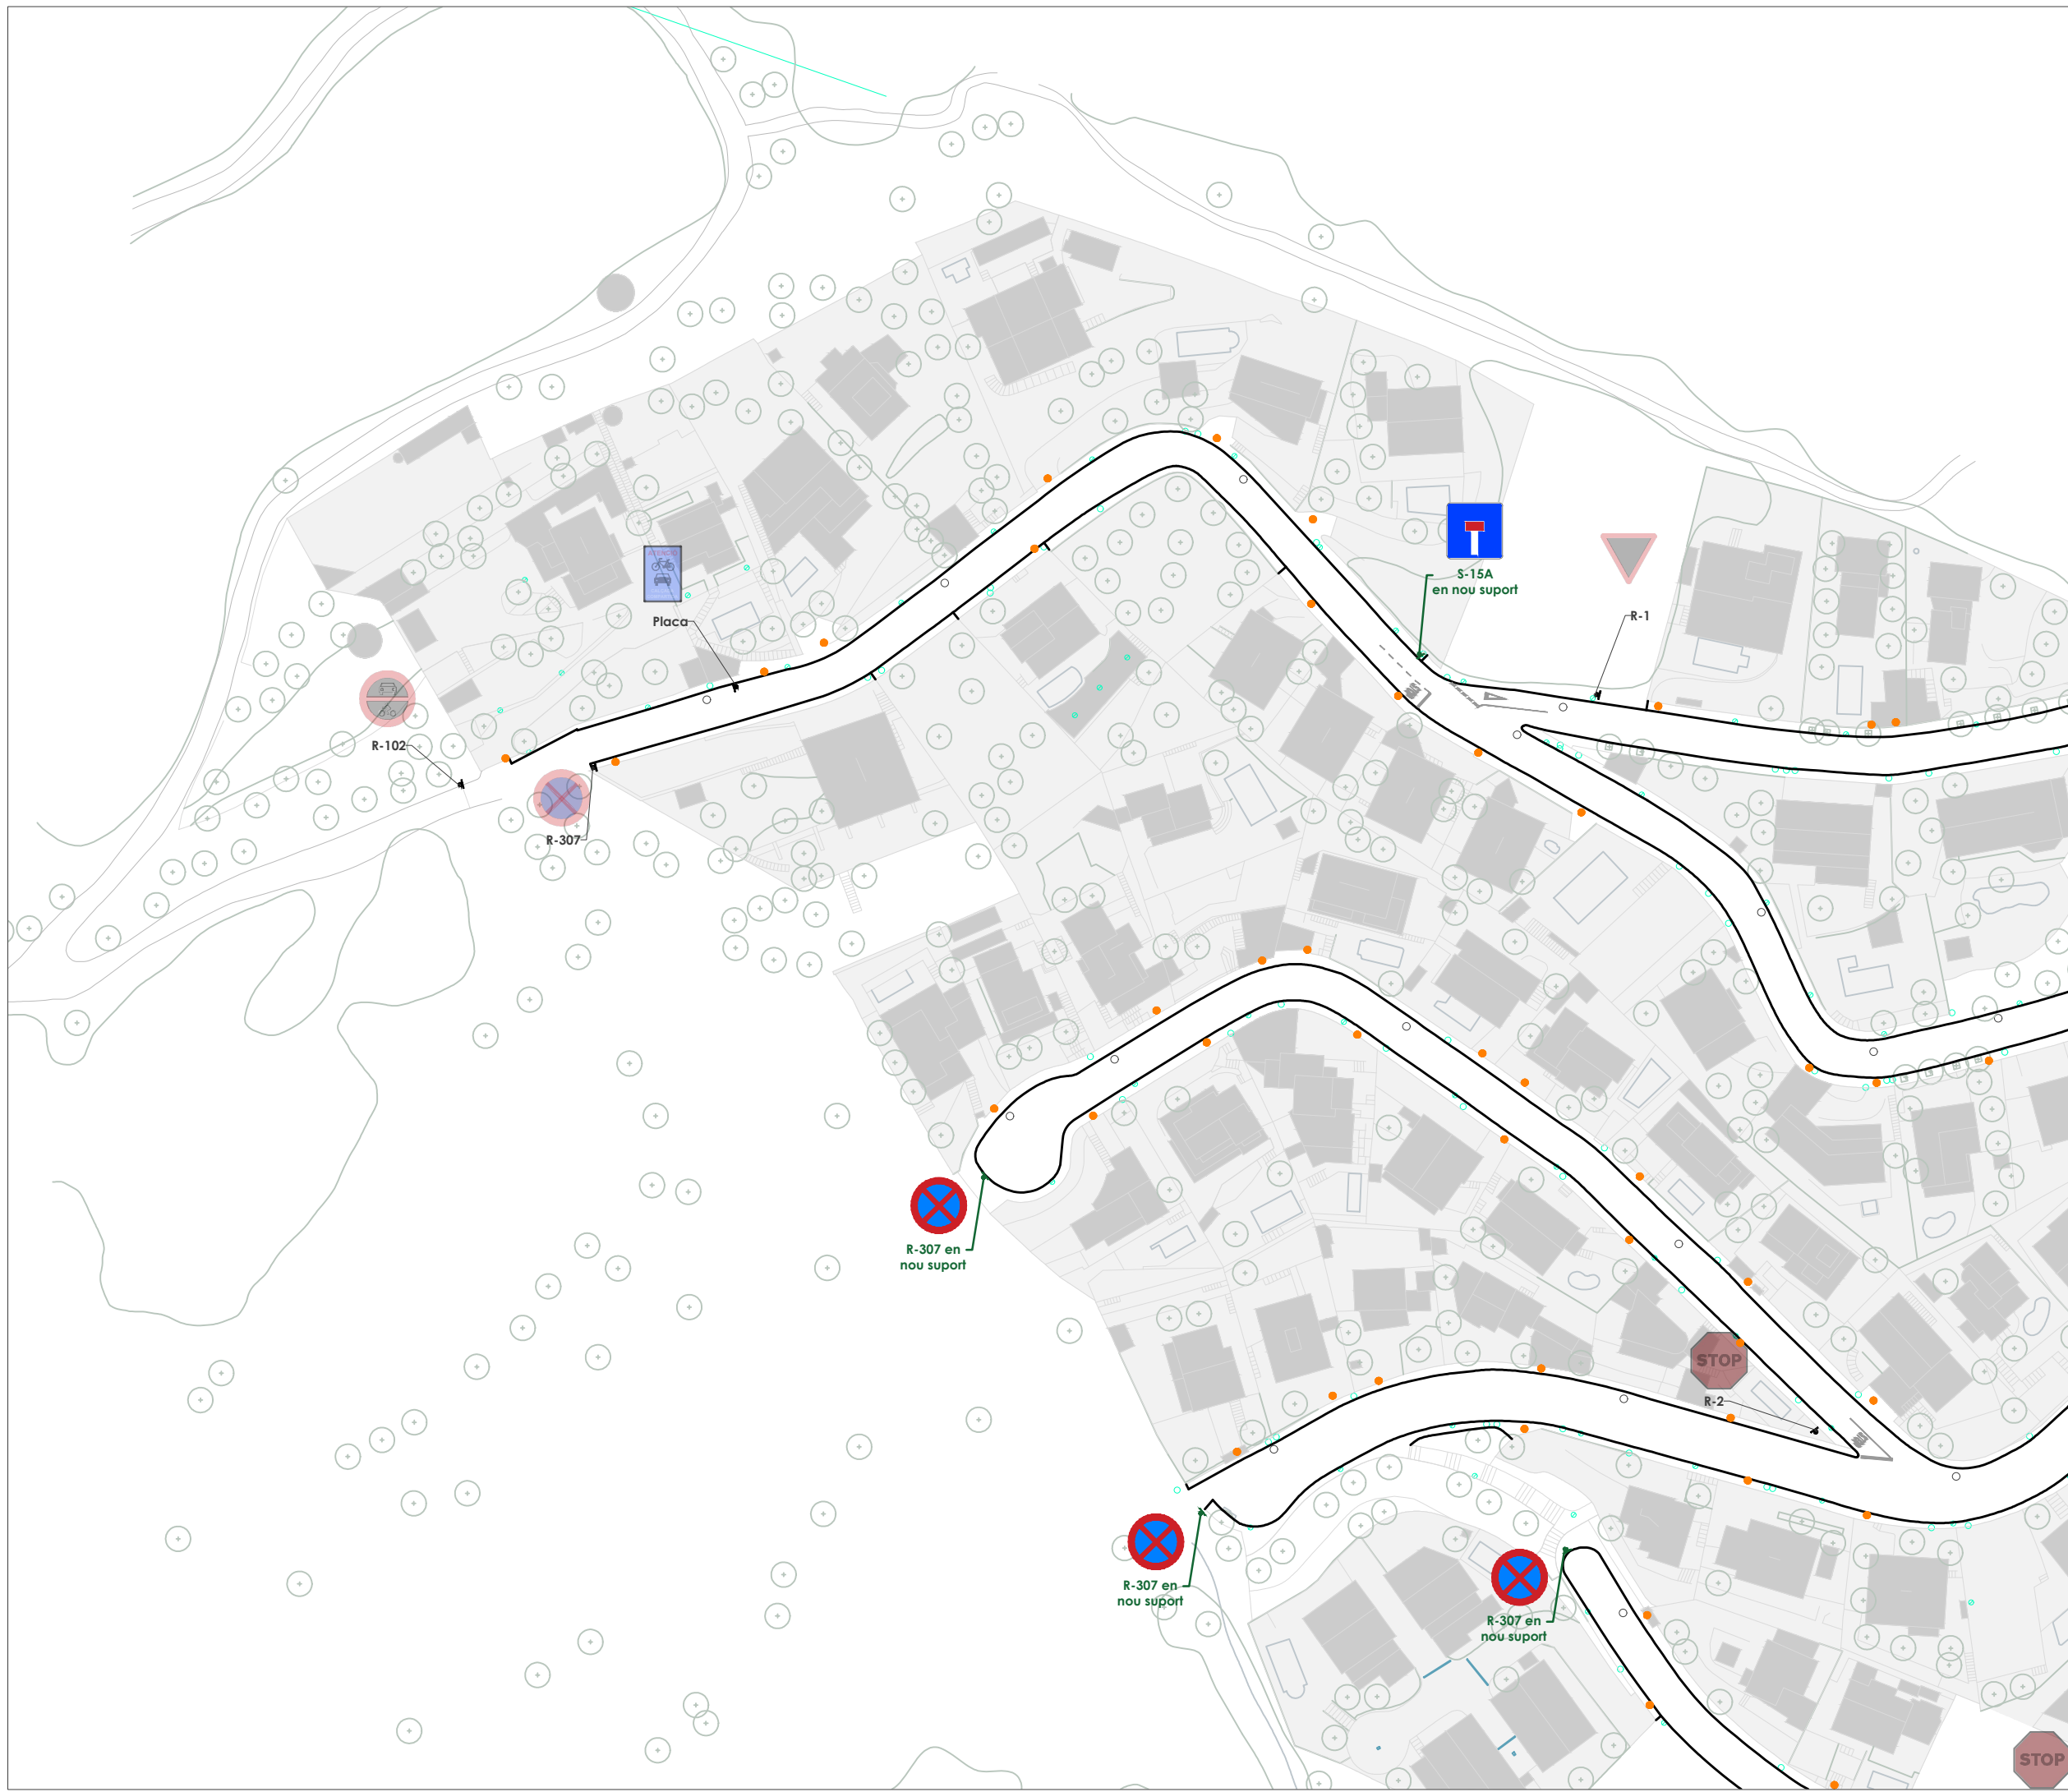 S-15A
en nou suport
R-1
Placa
R-102
R-307
R-307 en
nou suport
STOP
R-2
R-307 en
nou suport
R-307 en
nou suport
STOP